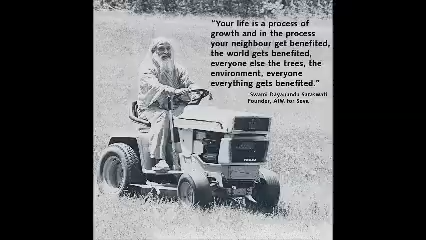 "Your life is a process of
growth and in the process
your neighbour get benefited,
the world gets benefited,
everyone else the trees, the
environment, everyone
everything gets benefited."
Swami Dayananda Saraswati
Founder, AIM for Seva.